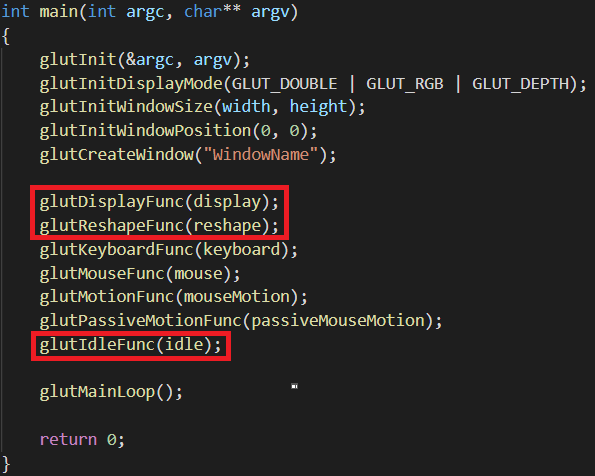 int main(int argc, char** argv)
{
glutInit(&argc, argv);
glutInitDisplayMode(GLUT_DOUBLE | GLUT_RGB | GLUT_DEPTH);
glutInitWindowSize(width, height);
glutInitWindowPosition(0, 0);
glutCreateWindow("WindowName");
glutDisplayFunc(display);
glutReshapeFunc(reshape);
glutKeyboardFunc(keyboard);
glutMouseFunc(mouse);
glutMotionFunc(mouseMotion);
glutPassiveMotionFunc(passiveMouseMotion);
glutIdleFunc(idle);
glutMainLoop();
return 0;
}